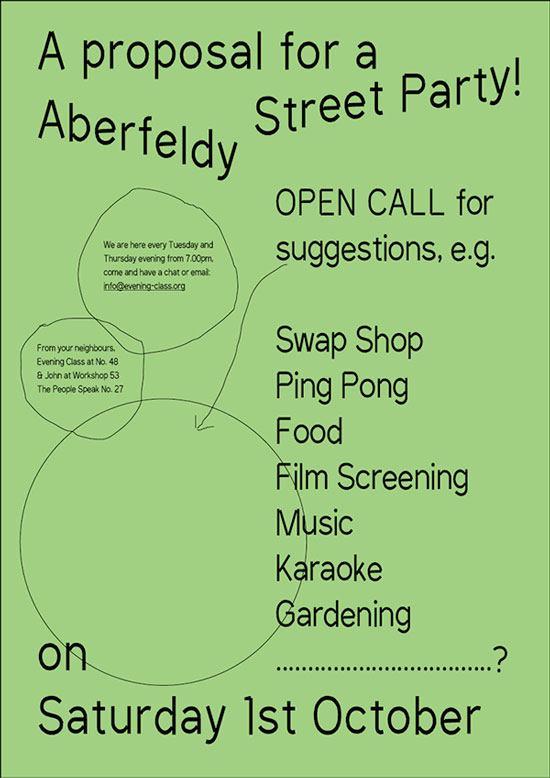 A proposal for a
Aberfeldy Street Party!
OPEN CALL for
suggestions, e.g.
We are here every Tuesday and
Thursday evening from 7.00pm,
come and have a chat or email:
info@evening-class.org
From your neighbours,
Evening Class at No. 48
& John at Workshop 53
The People Speak No. 27
Swap Shop
Ping Pong
Food
Film Screening
Music
Karaoke
Gardening
..................................?
on
Saturday 1st October